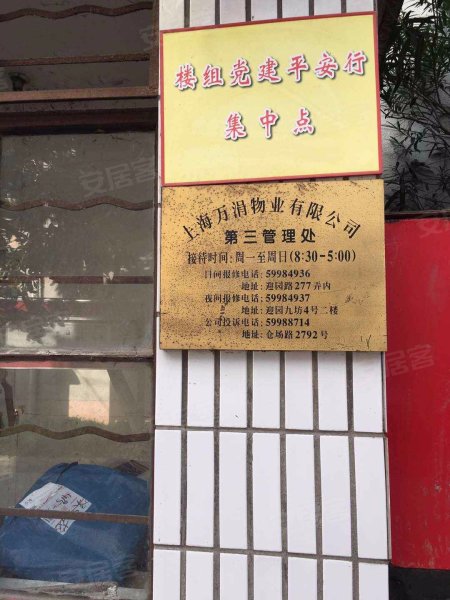 楼组党建平安行
集中点
上海万涓物业有限公司
第三管理处
接待时间:周一至周日(8:30-5:00)
日间报修电话:59984936
地址:迎园路277弄内
夜间报修电话:59984937
地址:迎园九坊4号二楼
公司投诉电话:59988714
地址:仓场路2792号
安居客